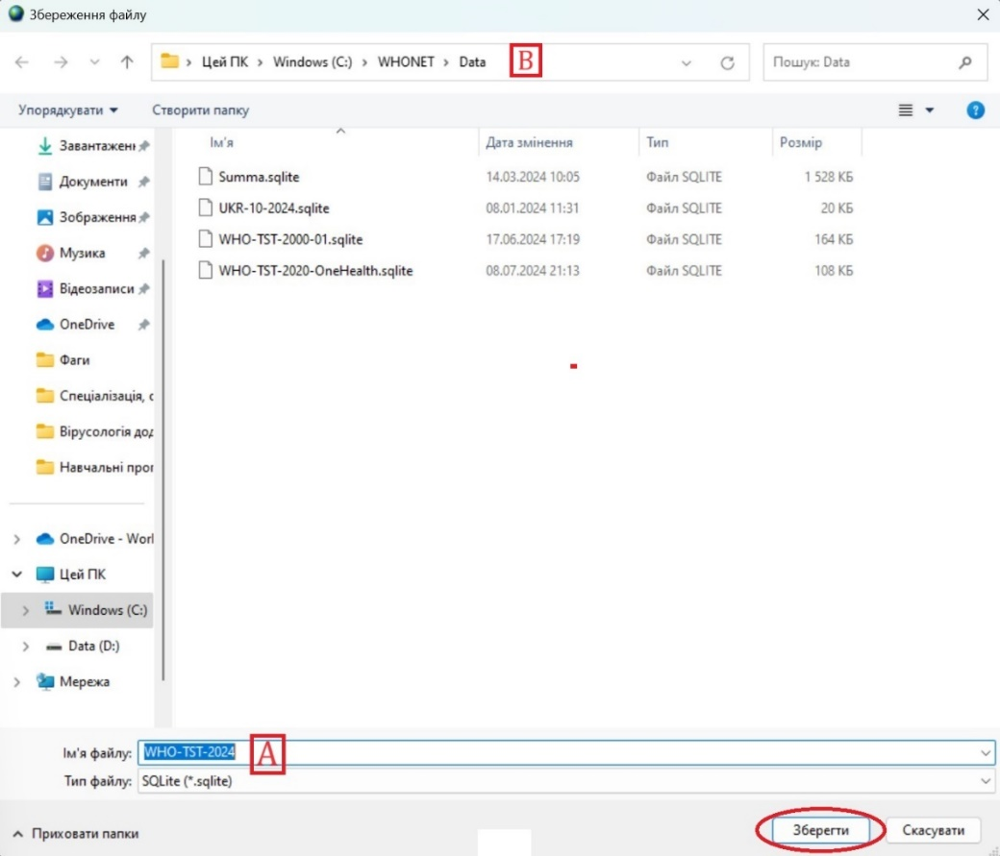 Збереження файлу
Цей ПК > Windows (C:) > WHONET > Data B
Пошук: Data
Упорядкувати Створити папку
Ім'я Дата змінення Тип Розмір
Summa.sqlite 14.03.2024 10:05 Файл SQLITE 1 528 КБ
UKR-10-2024.sqlite 08.01.2024 11:31 Файл SQLITE 20 КБ
WHO-TST-2000-01.sqlite 17.06.2024 17:19 Файл SQLITE 164 КБ
WHO-TST-2020-OneHealth.sqlite 08.07.2024 21:13 Файл SQLITE 108 КБ
Завантажені
Документи
Зображення
Музика
Відеозаписи
OneDrive
Фаги
Спеціалізація, с
Вірусологія дод
Навчальні прог
OneDrive - Worl
Цей ПК
Windows (C:)
Data (D:)
Мережа
Ім'я файлу: WHO-TST-2024 A
Тип файлу: SQLite (*.sqlite)
Приховати папки
Зберегти Скасувати